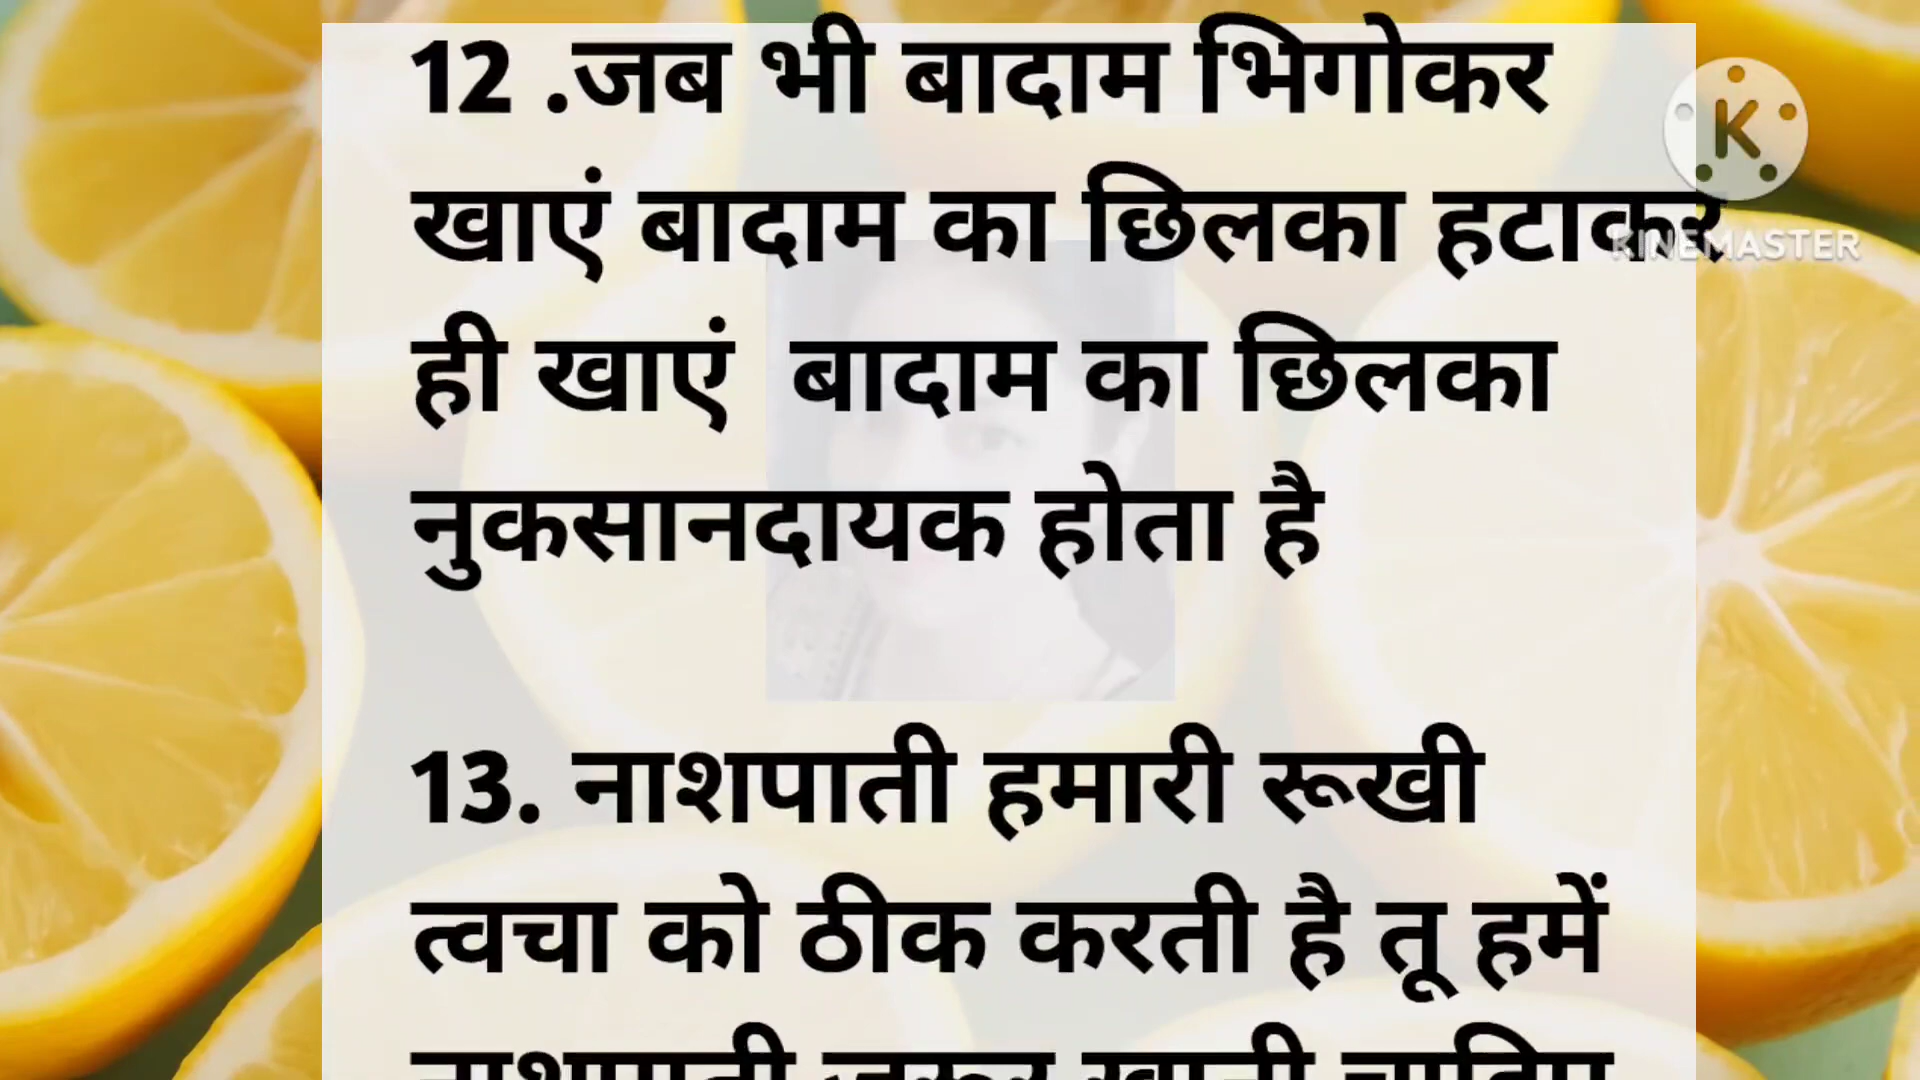 12 .जब भी बादाम भिगोकर
खाएं बादाम का छिलका हटाकर
ही खाएं बादाम का छिलका
नुकसानदायक होता है
13. नाशपाती हमारी रूखी
त्वचा को ठीक करती है तू हमें
K
KINEMASTER